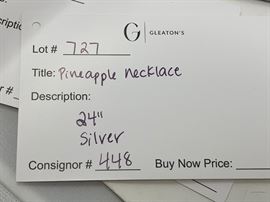 G | GLEATON'S
Lot # 727
Title: Pineapple necklace
Description:
24"
Silver
Consignor # 448 Buy Now Price: